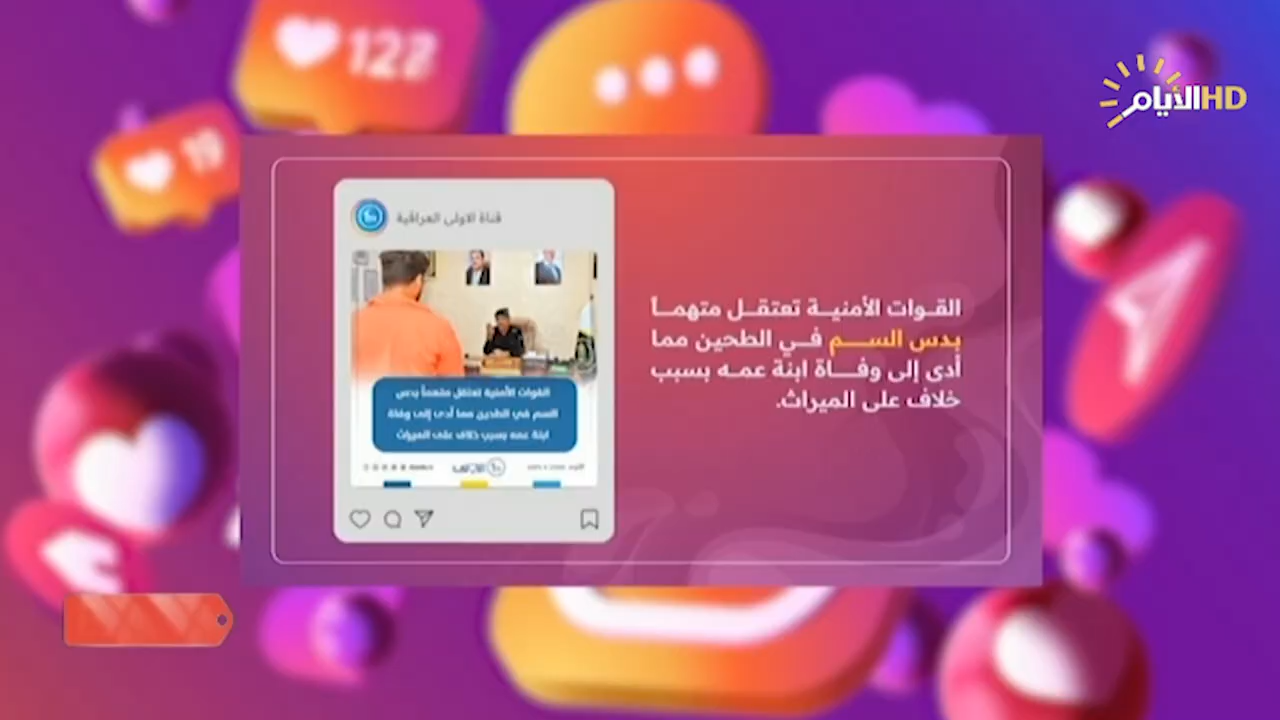 122
19
الأيام HD
قناة الاولى العراقية
القوات الأمنية تعتقل متهماً
بدس السم في الطحين مما
أدى إلى وفاة ابنة عمه بسبب
خلاف على الميراث.
القوات الأمنية تعتقل متهماً بدس
السم في الطحين مما أدى إلى وفاة
ابنة عمه بسبب خلاف على الميراث